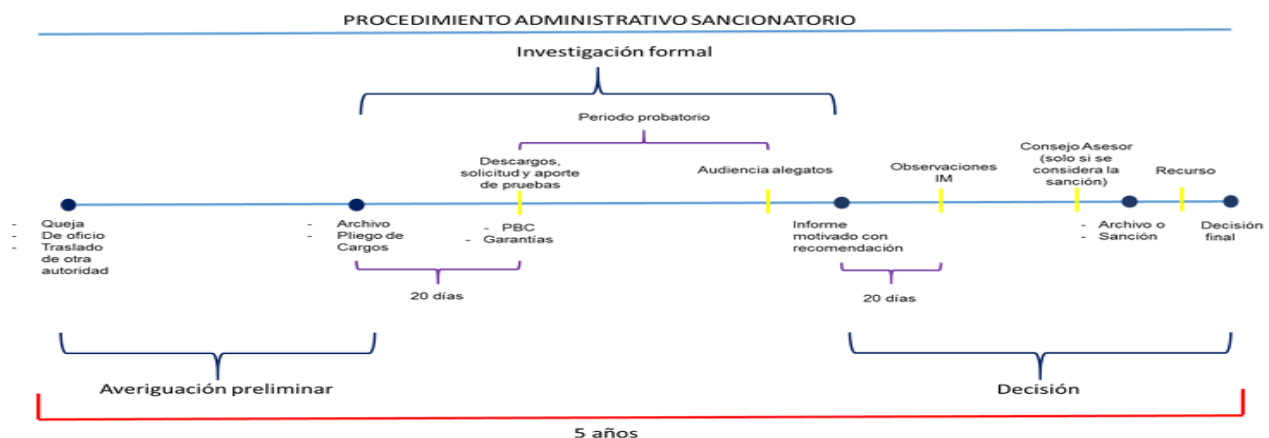 PROCEDIMIENTO ADMINISTRATIVO SANCIONATORIO
Investigación formal
Periodo probatorio
Descargos,
solicitud y aporte
de pruebas
Audiencia alegatos
Observaciones
IM
Consejo Asesor
(solo si se
considera la
sanción)
Recurso
- Queja
- De oficio
- Traslado
de otra
autoridad
- Archivo
- Pliego de
Cargos
- PBC
- Garantías
Informe
motivado con
recomendación
- Archivo o
- Sanción
Decisión
final
20 días
20 días
Averiguación preliminar
Decisión
5 años